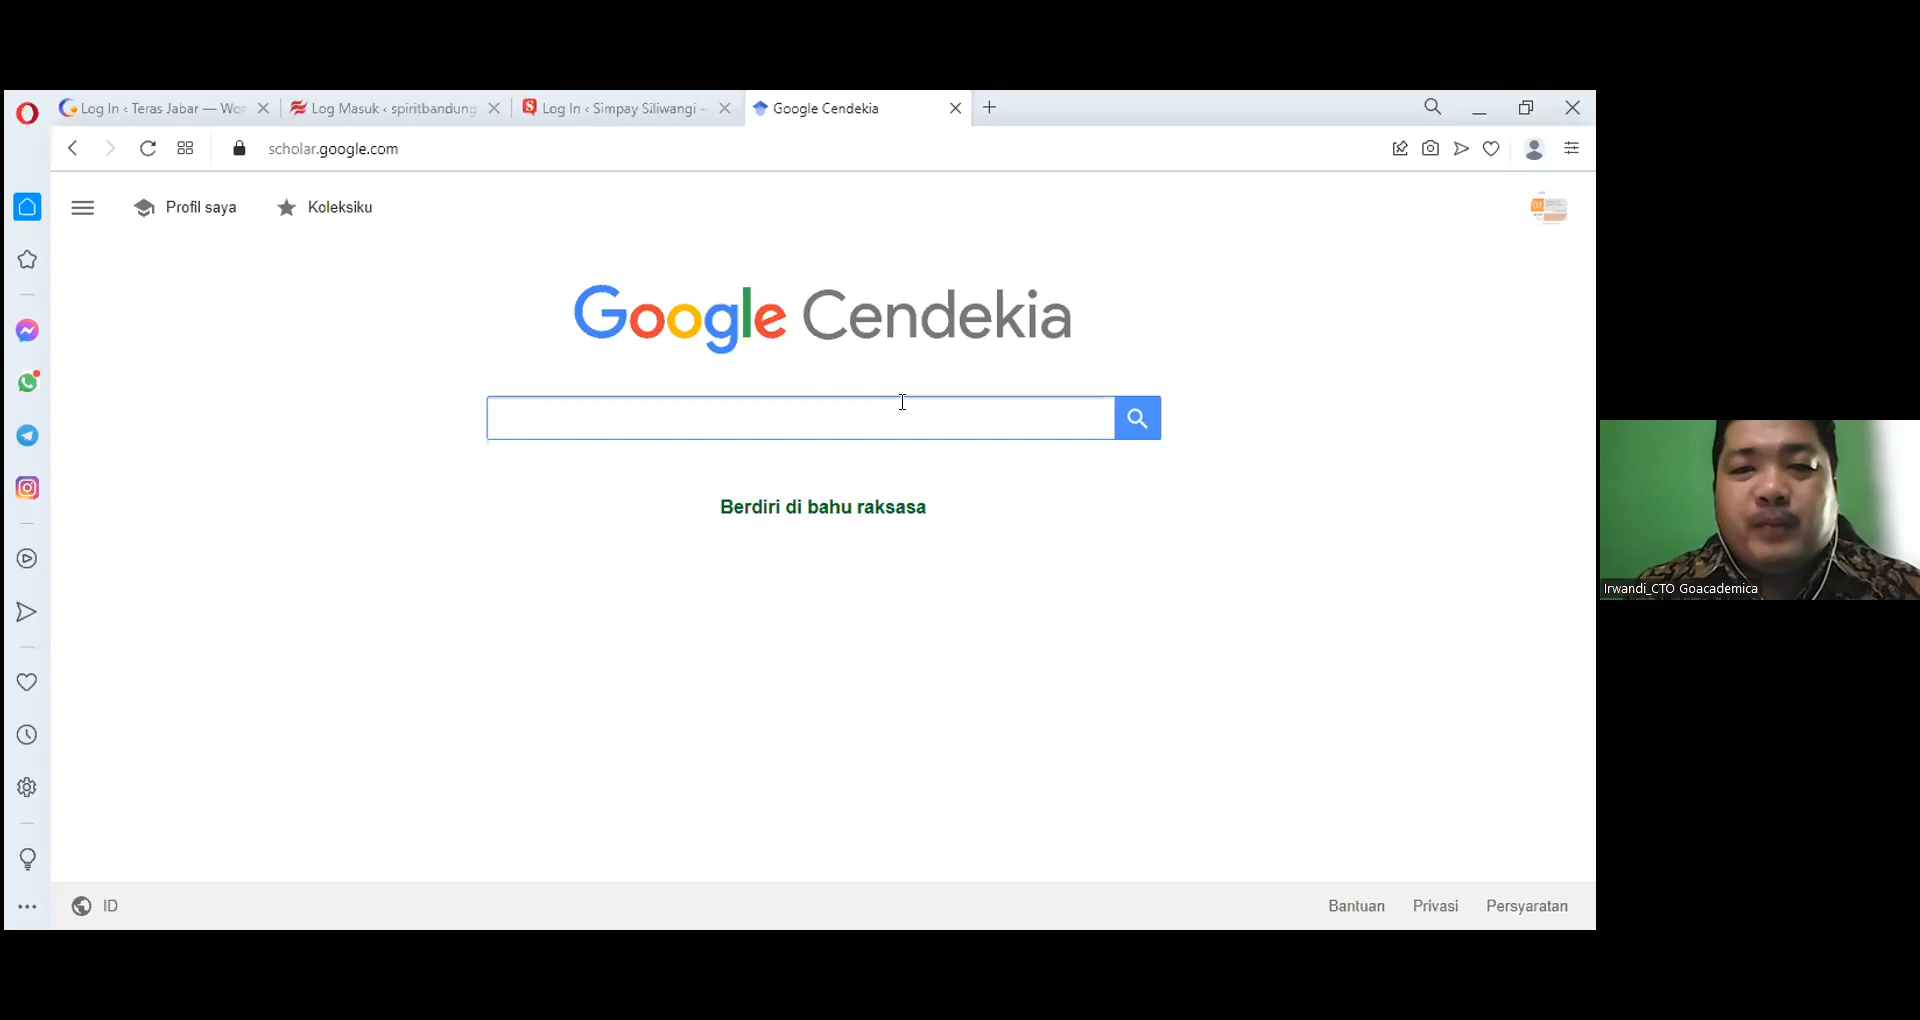 Log In ‹ Teras Jabar — Wor
Log Masuk ‹ spiritbandung
Log In ‹ Simpay Siliwangi -
Google Cendekia
scholar.google.com
Profil saya
Koleksiku
Google Cendekia
Berdiri di bahu raksasa
Irwandi_CTO Goacademica
ID
Bantuan
Privasi
Persyaratan